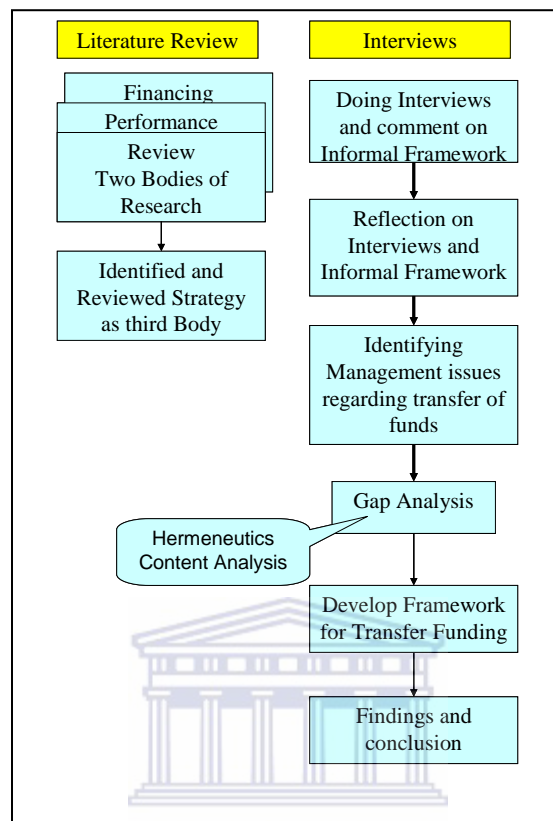 Literature Review
Financing
Performance
Review
Two Bodies of
Research
Identified and
Reviewed Strategy
as third Body
Interviews
Doing Interviews
and comment on
Informal Framework
Reflection on
Interviews and
Informal Framework
Identifying
Management issues
regarding transfer of
funds
Gap Analysis
Hermeneutics
Content Analysis
Develop Framework
for Transfer Funding
Findings and
conclusion